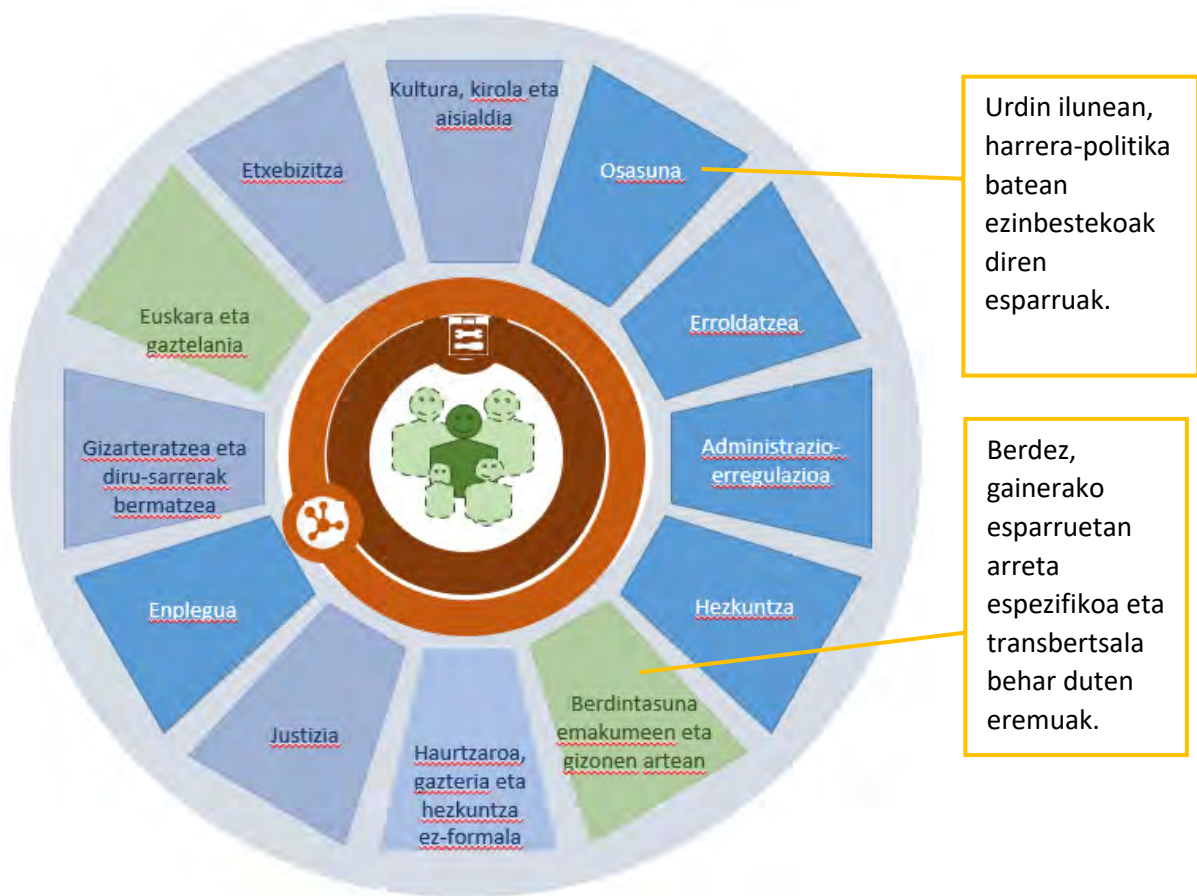 Kultura, kirola eta
aisialdia
Osasuna
Erroldatzea
Administrazio-
erregulazioa
Hezkuntza
Berdintasuna
emakumeen eta
gizonen artean
Haurtzaroa,
gazteria eta
hezkuntza
ez-formala
Justizia
Enplegua
Gizarteratzea eta
diru-sarrerak
bermatzea
Euskara eta
gaztelania
Etxebizitza
Urdin ilunean,
harrera-politika
batean
ezinbestekoak
diren
esparruak.
Berdez,
gainerako
esparruetan
arreta
espezifikoa eta
transbertsala
behar duten
eremuak.